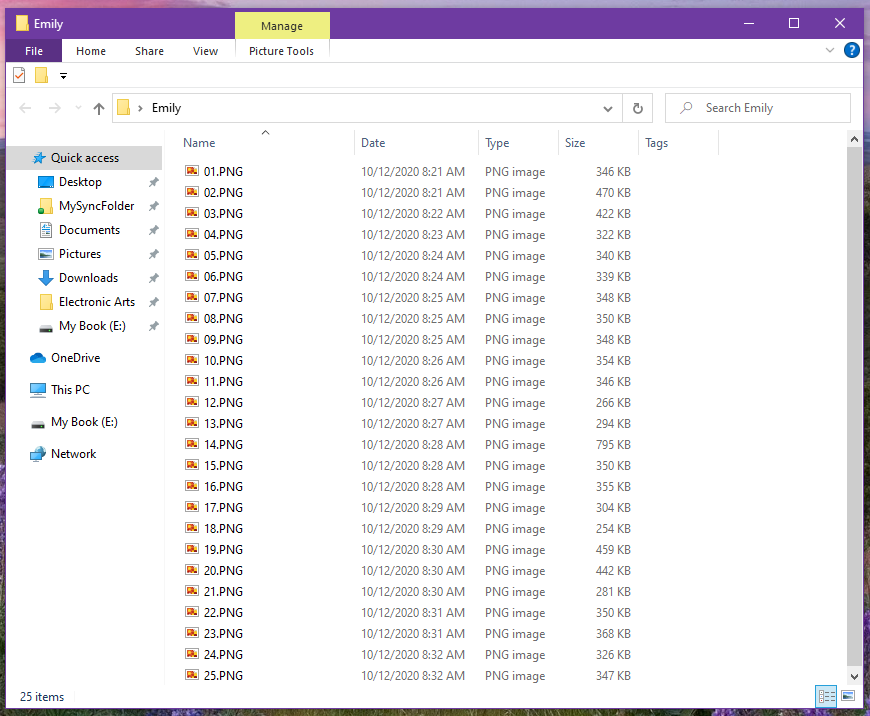 Emily
Manage
File Home Share View Picture Tools
Emily
Search Emily
Name Date Type Size Tags
Quick access
Desktop
MySyncFolder
Documents
Pictures
Downloads
Electronic Arts
My Book (E:)
OneDrive
This PC
My Book (E:)
Network
01.PNG 10/12/2020 8:21 AM PNG image 346 KB
02.PNG 10/12/2020 8:21 AM PNG image 470 KB
03.PNG 10/12/2020 8:22 AM PNG image 422 KB
04.PNG 10/12/2020 8:23 AM PNG image 322 KB
05.PNG 10/12/2020 8:24 AM PNG image 340 KB
06.PNG 10/12/2020 8:24 AM PNG image 339 KB
07.PNG 10/12/2020 8:25 AM PNG image 348 KB
08.PNG 10/12/2020 8:25 AM PNG image 350 KB
09.PNG 10/12/2020 8:25 AM PNG image 348 KB
10.PNG 10/12/2020 8:26 AM PNG image 354 KB
11.PNG 10/12/2020 8:26 AM PNG image 346 KB
12.PNG 10/12/2020 8:27 AM PNG image 266 KB
13.PNG 10/12/2020 8:27 AM PNG image 294 KB
14.PNG 10/12/2020 8:28 AM PNG image 795 KB
15.PNG 10/12/2020 8:28 AM PNG image 350 KB
16.PNG 10/12/2020 8:28 AM PNG image 355 KB
17.PNG 10/12/2020 8:29 AM PNG image 304 KB
18.PNG 10/12/2020 8:29 AM PNG image 254 KB
19.PNG 10/12/2020 8:30 AM PNG image 459 KB
20.PNG 10/12/2020 8:30 AM PNG image 442 KB
21.PNG 10/12/2020 8:30 AM PNG image 281 KB
22.PNG 10/12/2020 8:31 AM PNG image 350 KB
23.PNG 10/12/2020 8:31 AM PNG image 368 KB
24.PNG 10/12/2020 8:32 AM PNG image 326 KB
25.PNG 10/12/2020 8:32 AM PNG image 347 KB
25 items